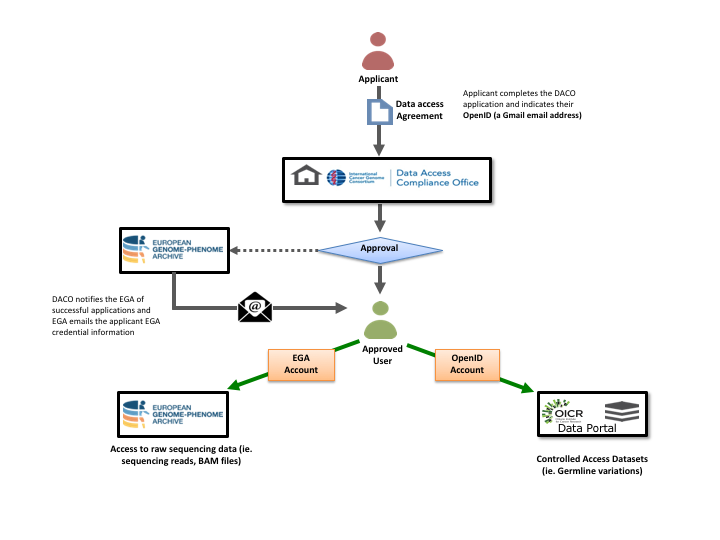 Applicant
Data access
Agreement
Applicant completes the DACO
application and indicates their
OpenID (a Gmail email address)
International
Cancer Genome
Consortium
Data Access
Compliance Office
Approval
EUROPEAN
GENOME-PHENOME
ARCHIVE
DACO notifies the EGA of
successful applications and
EGA emails the applicant EGA
credential information
@
Approved
User
EGA
Account
OpenID
Account
EUROPEAN
GENOME-PHENOME
ARCHIVE
OICR
Data Portal
Access to raw sequencing data (ie.
sequencing reads, BAM files)
Controlled Access Datasets
(ie. Germline variations)